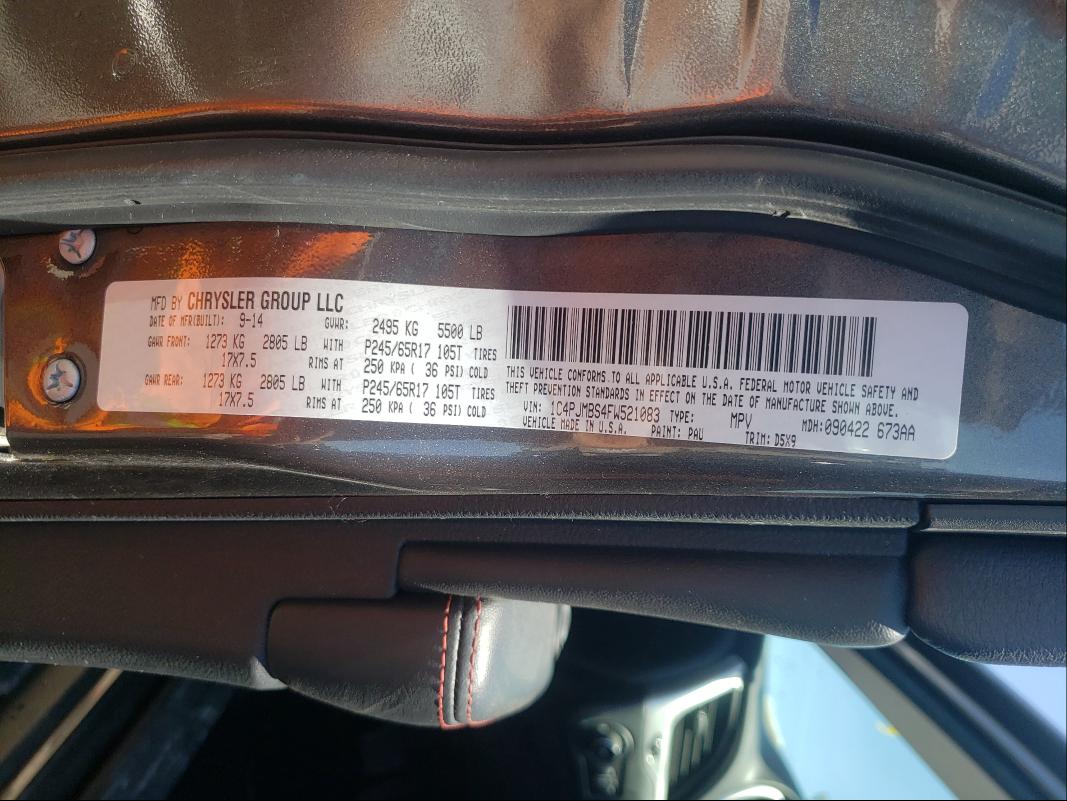 MFD BY CHRYSLER GROUP LLC
DATE OF MFR(BUILT): 9-14 GVWR: 2495 KG 5500 LB
GAWR FRONT: 1273 KG 2805 LB WITH P245/65R17 105T TIRES
17X7.5 RIMS AT 250 KPA ( 36 PSI) COLD
GAWR REAR: 1273 KG 2805 LB WITH P245/65R17 105T TIRES
17X7.5 RIMS AT 250 KPA ( 36 PSI) COLD
THIS VEHICLE CONFORMS TO ALL APPLICABLE U.S.A. FEDERAL MOTOR VEHICLE SAFETY AND
THEFT PREVENTION STANDARDS IN EFFECT ON THE DATE OF MANUFACTURE SHOWN ABOVE.
VIN: 1C4PJMBS4FW521083 TYPE: MPV MDH:090422 673AA
VEHICLE MADE IN U.S.A. PAINT: PAU TRIM: D5X9